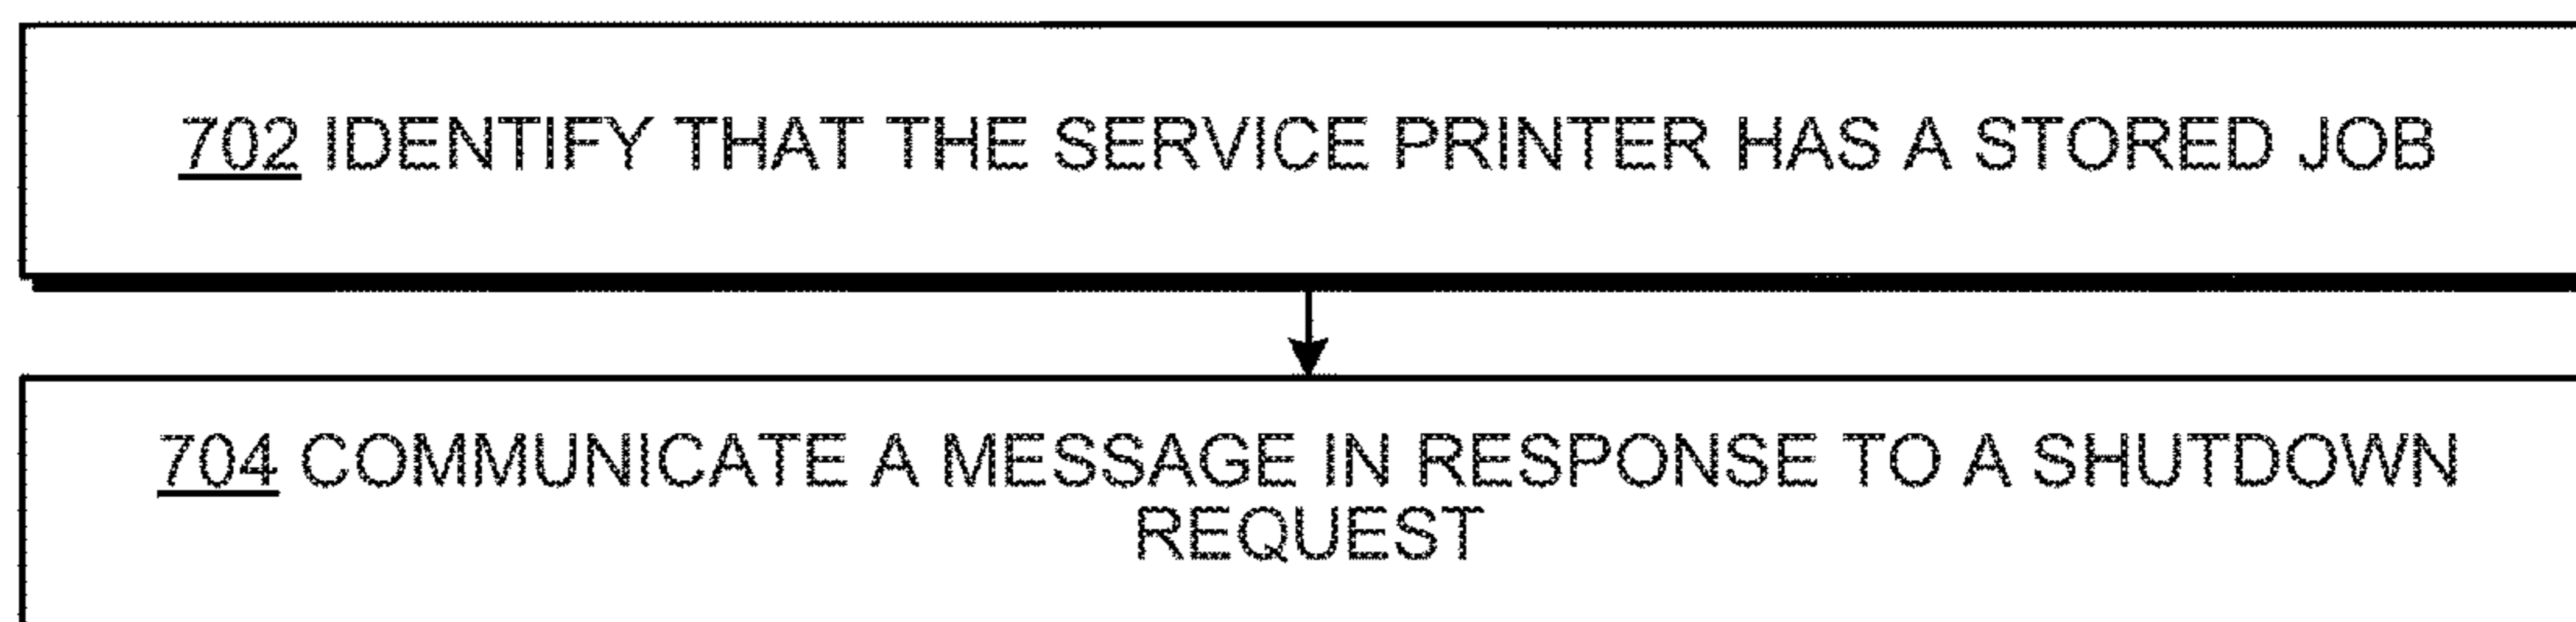 702 IDENTIFY THAT THE SERVICE PRINTER HAS A STORED JOB
704 COMMUNICATE A MESSAGE IN RESPONSE TO A SHUTDOWN
REQUEST